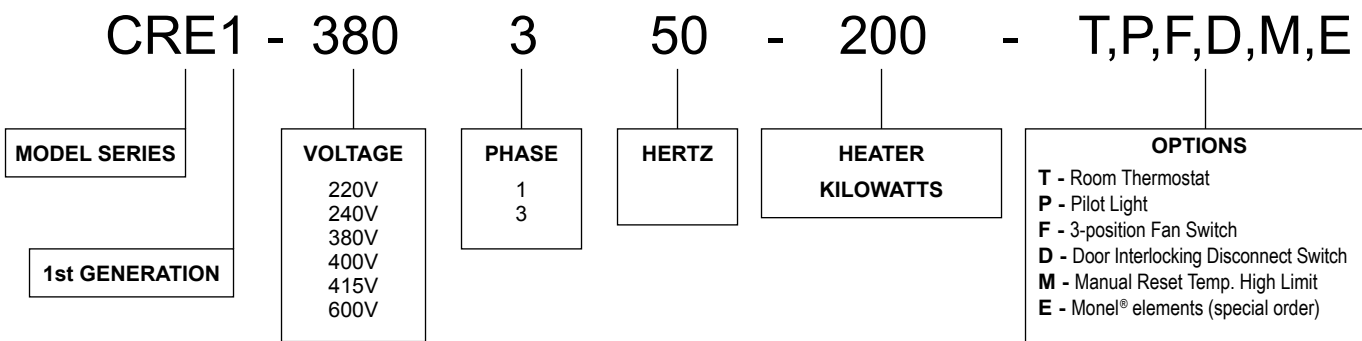 CRE1 - 380 3 50 - 200 - T,P,F,D,M,E
MODEL SERIES
1st GENERATION
VOLTAGE
220V
240V
380V
400V
415V
600V
PHASE
1
3
HERTZ
HEATER
KILOWATTS
OPTIONS
T - Room Thermostat
P - Pilot Light
F - 3-position Fan Switch
D - Door Interlocking Disconnect Switch
M - Manual Reset Temp. High Limit
E - Monel® elements (special order)